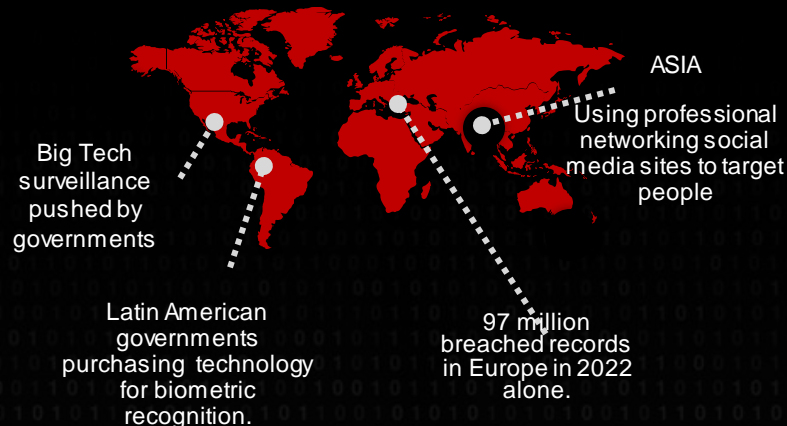 ASIA
Using professional
networking social
media sites to target
people
Big Tech
surveillance
pushed by
governments
Latin American
governments
purchasing technology
for biometric
recognition.
97 million
breached records
in Europe in 2022
alone.